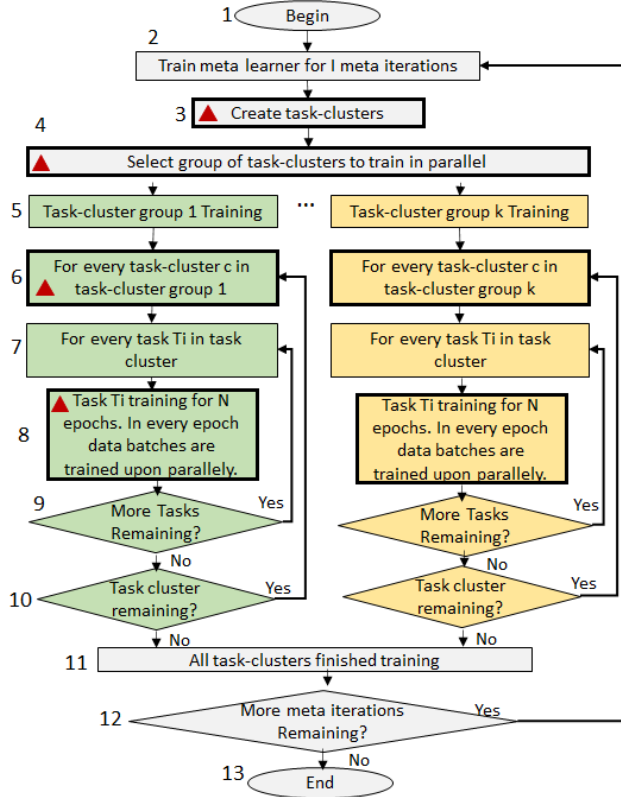 1 Begin
2
Train meta learner for I meta iterations
3 Create task-clusters
4
Select group of task-clusters to train in parallel
5 Task-cluster group 1 Training ... Task-cluster group k Training
6 For every task-cluster c in
task-cluster group 1
For every task-cluster c in
task-cluster group k
7 For every task Ti in task
cluster
For every task Ti in task
cluster
8 Task Ti training for N
epochs. In every epoch
data batches are
trained upon parallely.
Task Ti training for N
epochs. In every epoch
data batches are
trained upon parallely.
9 More Tasks
Remaining?
Yes
No
More Tasks
Remaining?
Yes
No
10 Task cluster
remaining?
Yes
No
Task cluster
remaining?
Yes
No
11 All task-clusters finished training
12 More meta iterations
Remaining?
Yes
No
13 End